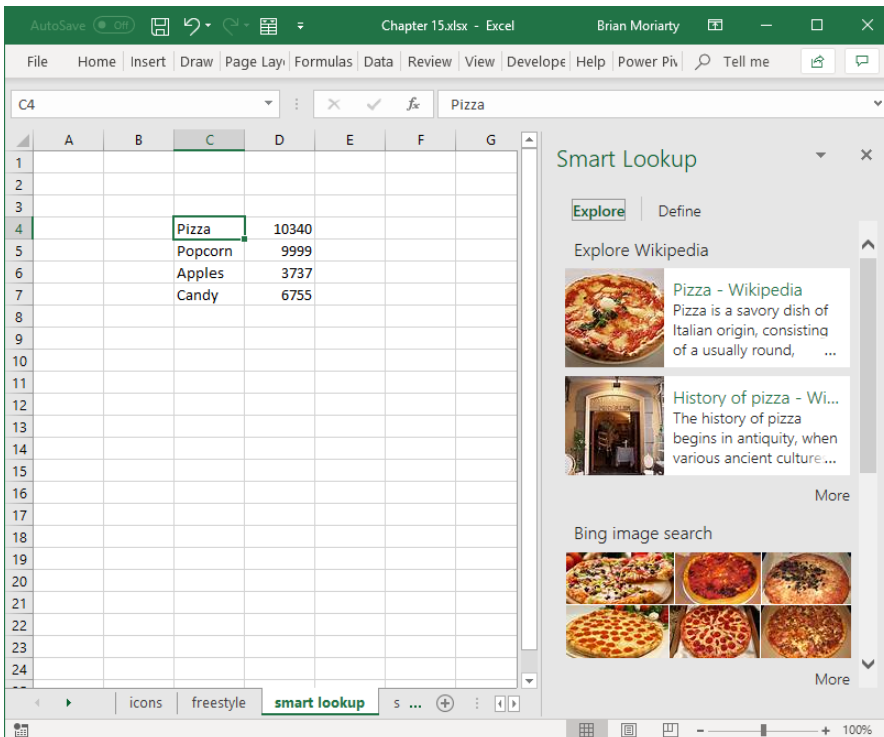 AutoSave Off Chapter 15.xlsx - Excel Brian Moriarty
File Home Insert Draw Page Lay Formulas Data Review View Develope Help Power Piv Tell me
C4 fx Pizza
A B C D E F G
1
2
3
4 Pizza 10340
5 Popcorn 9999
6 Apples 3737
7 Candy 6755
8
9
10
11
12
13
14
15
16
17
18
19
20
21
22
23
24
Smart Lookup
Explore Define
Explore Wikipedia
Pizza - Wikipedia
Pizza is a savory dish of
Italian origin, consisting
of a usually round, ...
History of pizza - Wi...
The history of pizza
begins in antiquity, when
various ancient culture ...
More
Bing image search
More
icons freestyle smart lookup s ...
100%